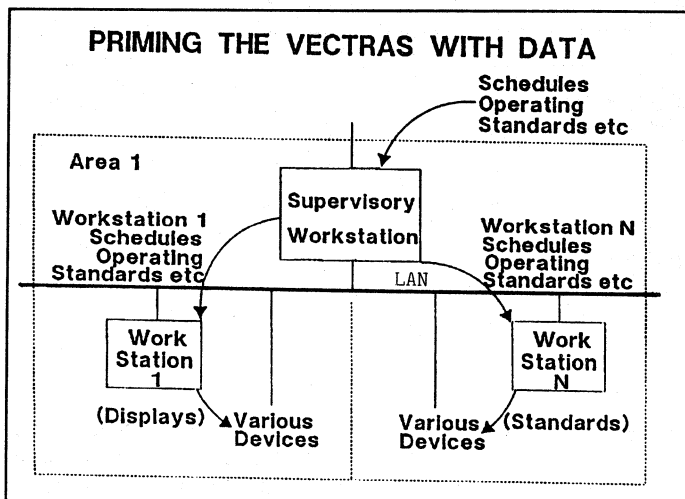 PRIMING THE VECTRAS WITH DATA
Schedules
Operating
Standards etc
Area 1
Supervisory
Workstation
Workstation 1
Schedules
Operating
Standards etc
Workstation N
Schedules
Operating
Standards etc
LAN
Work
Station
1
Work
Station
N
(Displays)
Various
Devices
Various
Devices
(Standards)